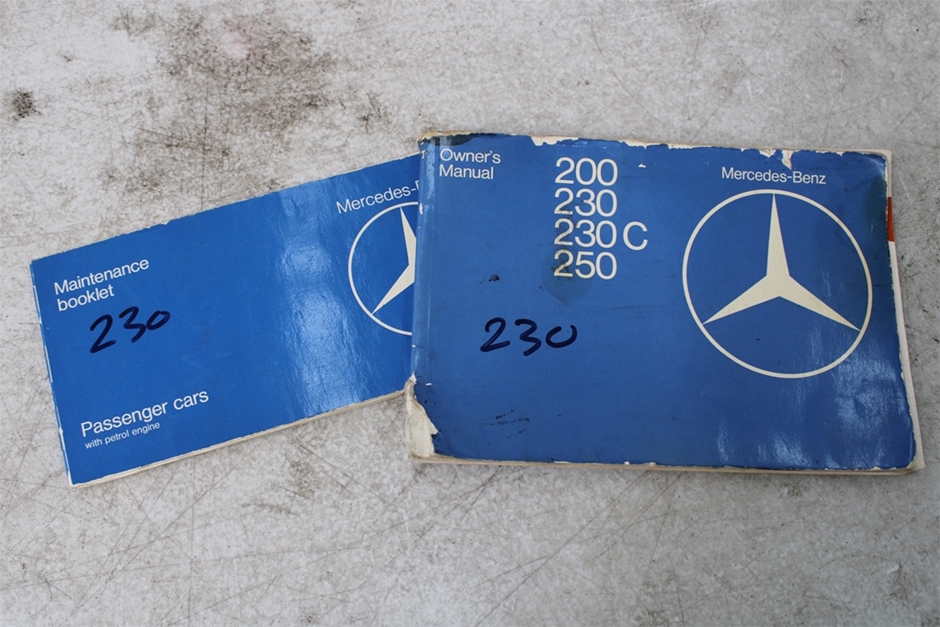 Maintenance
booklet
230
Passenger cars
with petrol engine
Owner's
Manual
200
230
230 C
250
Mercedes-Benz
230